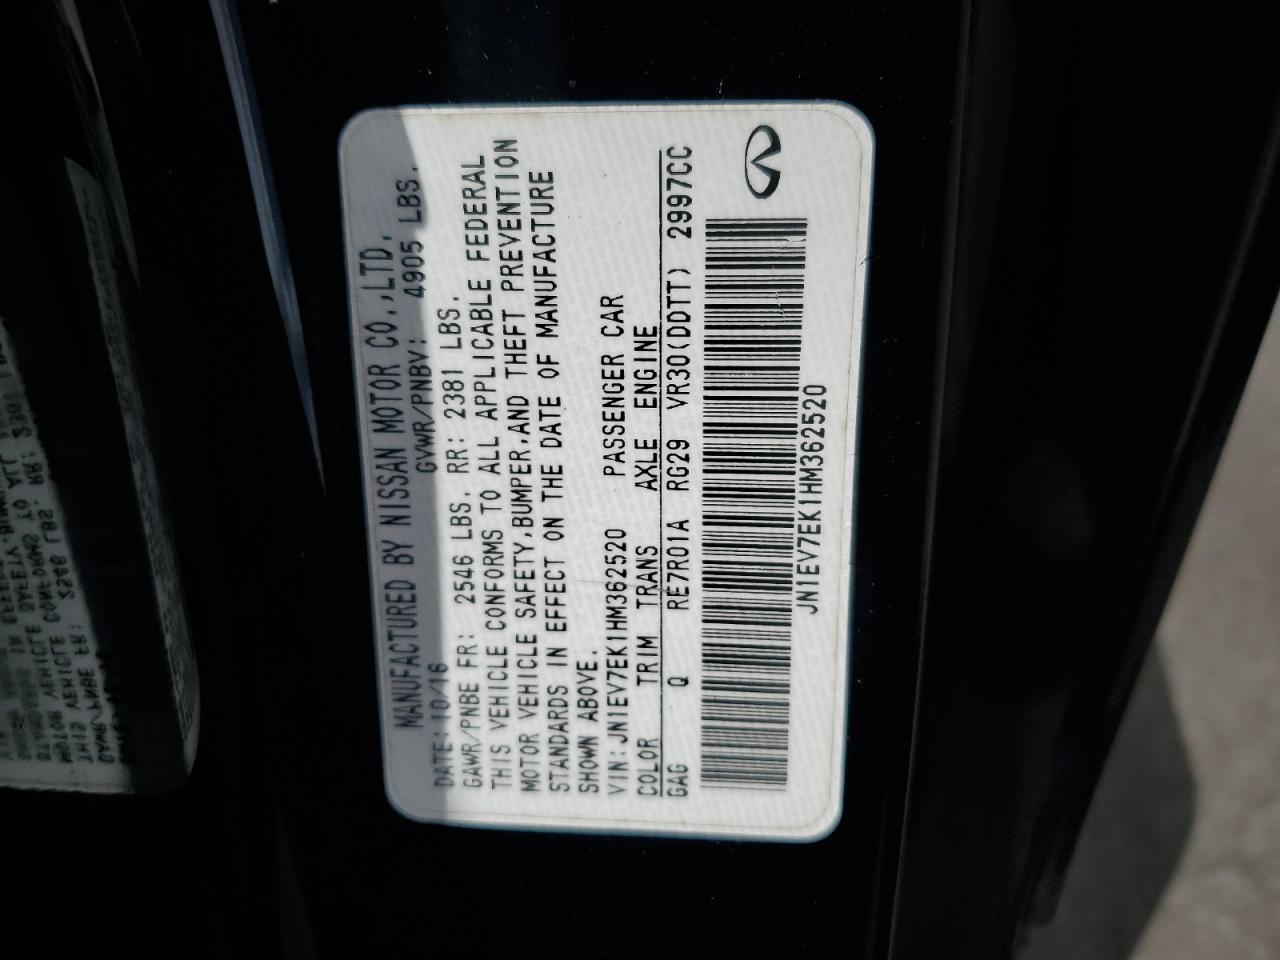 MANUFACTURED BY NISSAN MOTOR CO.,LTD.
DATE: 10/16 GVWR/PNBV: 4905 LBS.
GAWR/PNBE FR: 2546 LBS. RR: 2381 LBS.
THIS VEHICLE CONFORMS TO ALL APPLICABLE FEDERAL
MOTOR VEHICLE SAFETY,BUMPER,AND THEFT PREVENTION
STANDARDS IN EFFECT ON THE DATE OF MANUFACTURE
SHOWN ABOVE.
VIN:JN1EV7EK1HM362520 PASSENGER CAR
COLOR TRIM TRANS AXLE ENGINE
GAG Q RE7R01A RG29 VR30(DDTT) 2997CC
JN1EV7EK1HM362520